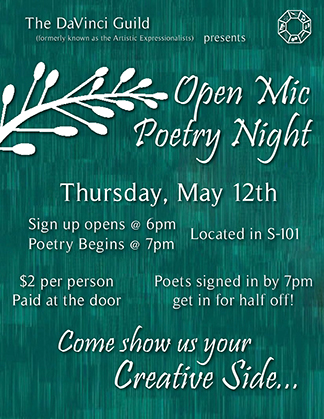 The DaVinci Guild
(formerly known as the Artistic Expressionalists) presents
Open Mic
Poetry Night
Thursday, May 12th
Sign up opens @ 6pm
Poetry Begins @ 7pm
Located in S-101
$2 per person
Paid at the door
Poets signed in by 7pm
get in for half off!
Come show us your
Creative Side...